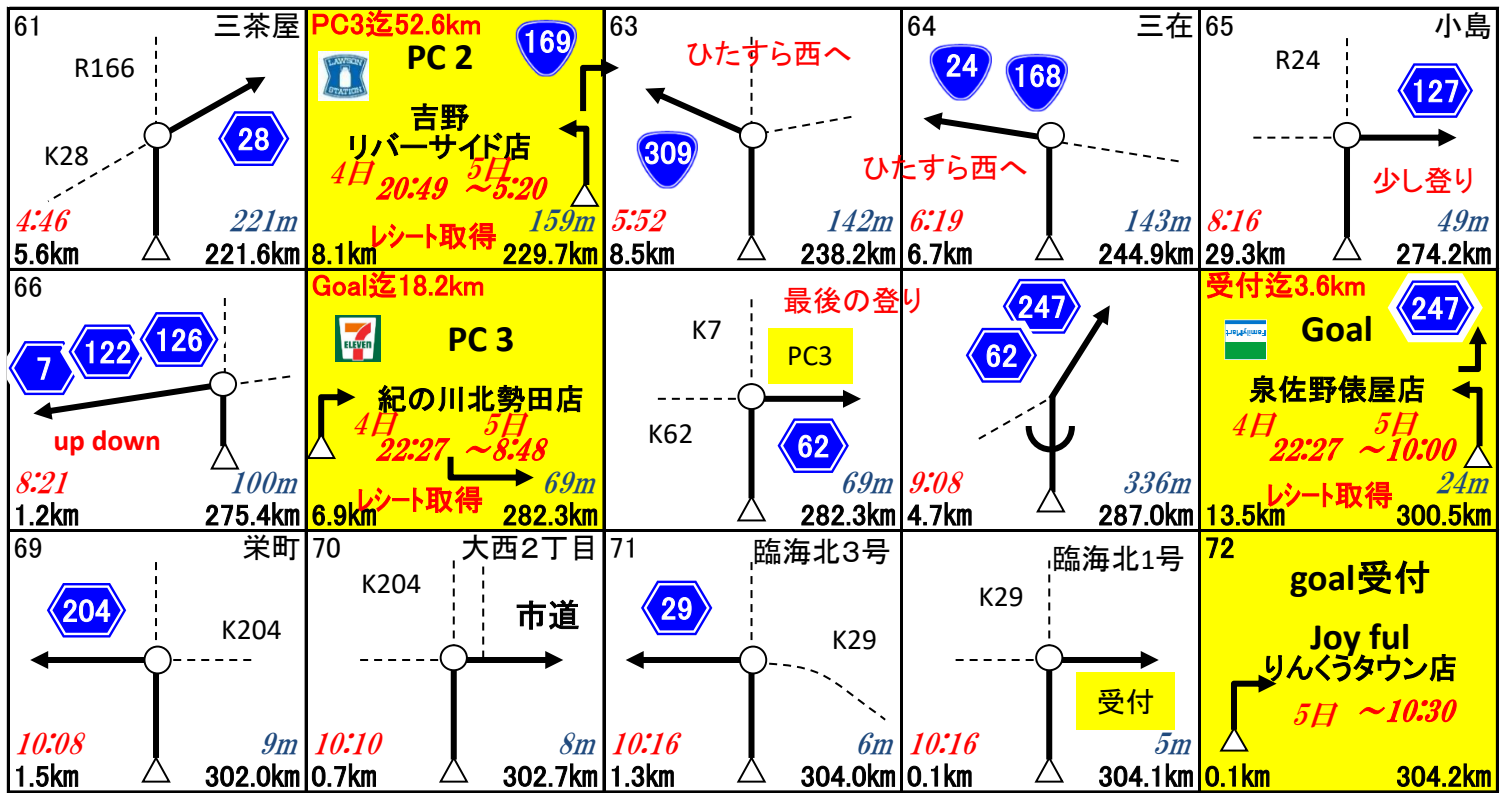 61 三茶屋
R166
28
K28
4:46 221m
5.6km 221.6km
PC3迄52.6km
PC 2
169
LAWSON
STATION
吉野
リバーサイド店
4日 5日
20:49 ～5:20
レシート取得 159m
8.1km 229.7km
63
ひたすら西へ
309
5:52 142m
8.5km 238.2km
64 三在
24 168
ひたすら西へ
6:19 143m
6.7km 244.9km
65 小島
R24
127
少し登り
8:16 49m
29.3km 274.2km
66
7 122 126
up down
8:21 100m
1.2km 275.4km
Goal迄18.2km
7
ELEVEN
PC 3
紀の川北勢田店
4日 5日
22:27 ～8:48
レシート取得 69m
6.9km 282.3km
最後の登り
K7
PC3
K62
62
69m
282.3km
247
62
9:08 336m
4.7km 287.0km
受付迄3.6km
247
FamilyMart
Goal
泉佐野俵屋店
4日 5日
22:27 ～10:00
レシート取得 24m
13.5km 300.5km
69 栄町
204
K204
10:08 9m
1.5km 302.0km
70 大西２丁目
K204
市道
10:10 8m
0.7km 302.7km
71 臨海北３号
29
K29
10:16 6m
1.3km 304.0km
臨海北1号
K29
受付
10:16 5m
0.1km 304.1km
72
goal受付
Joy ful
りんくうタウン店
5日 ～10:30
0.1km 304.2km